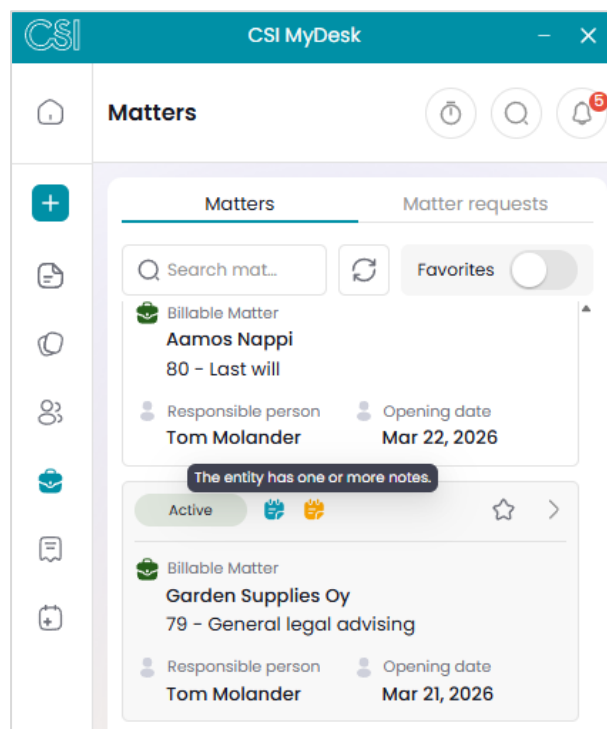 CSI
CSI MyDesk
Matters
5
Matters
Matter requests
Search mat...
Favorites
Billable Matter
Aamos Nappi
80 - Last will
Responsible person
Opening date
Tom Molander
Mar 22, 2026
The entity has one or more notes.
Active
Billable Matter
Garden Supplies Oy
79 - General legal advising
Responsible person
Opening date
Tom Molander
Mar 21, 2026